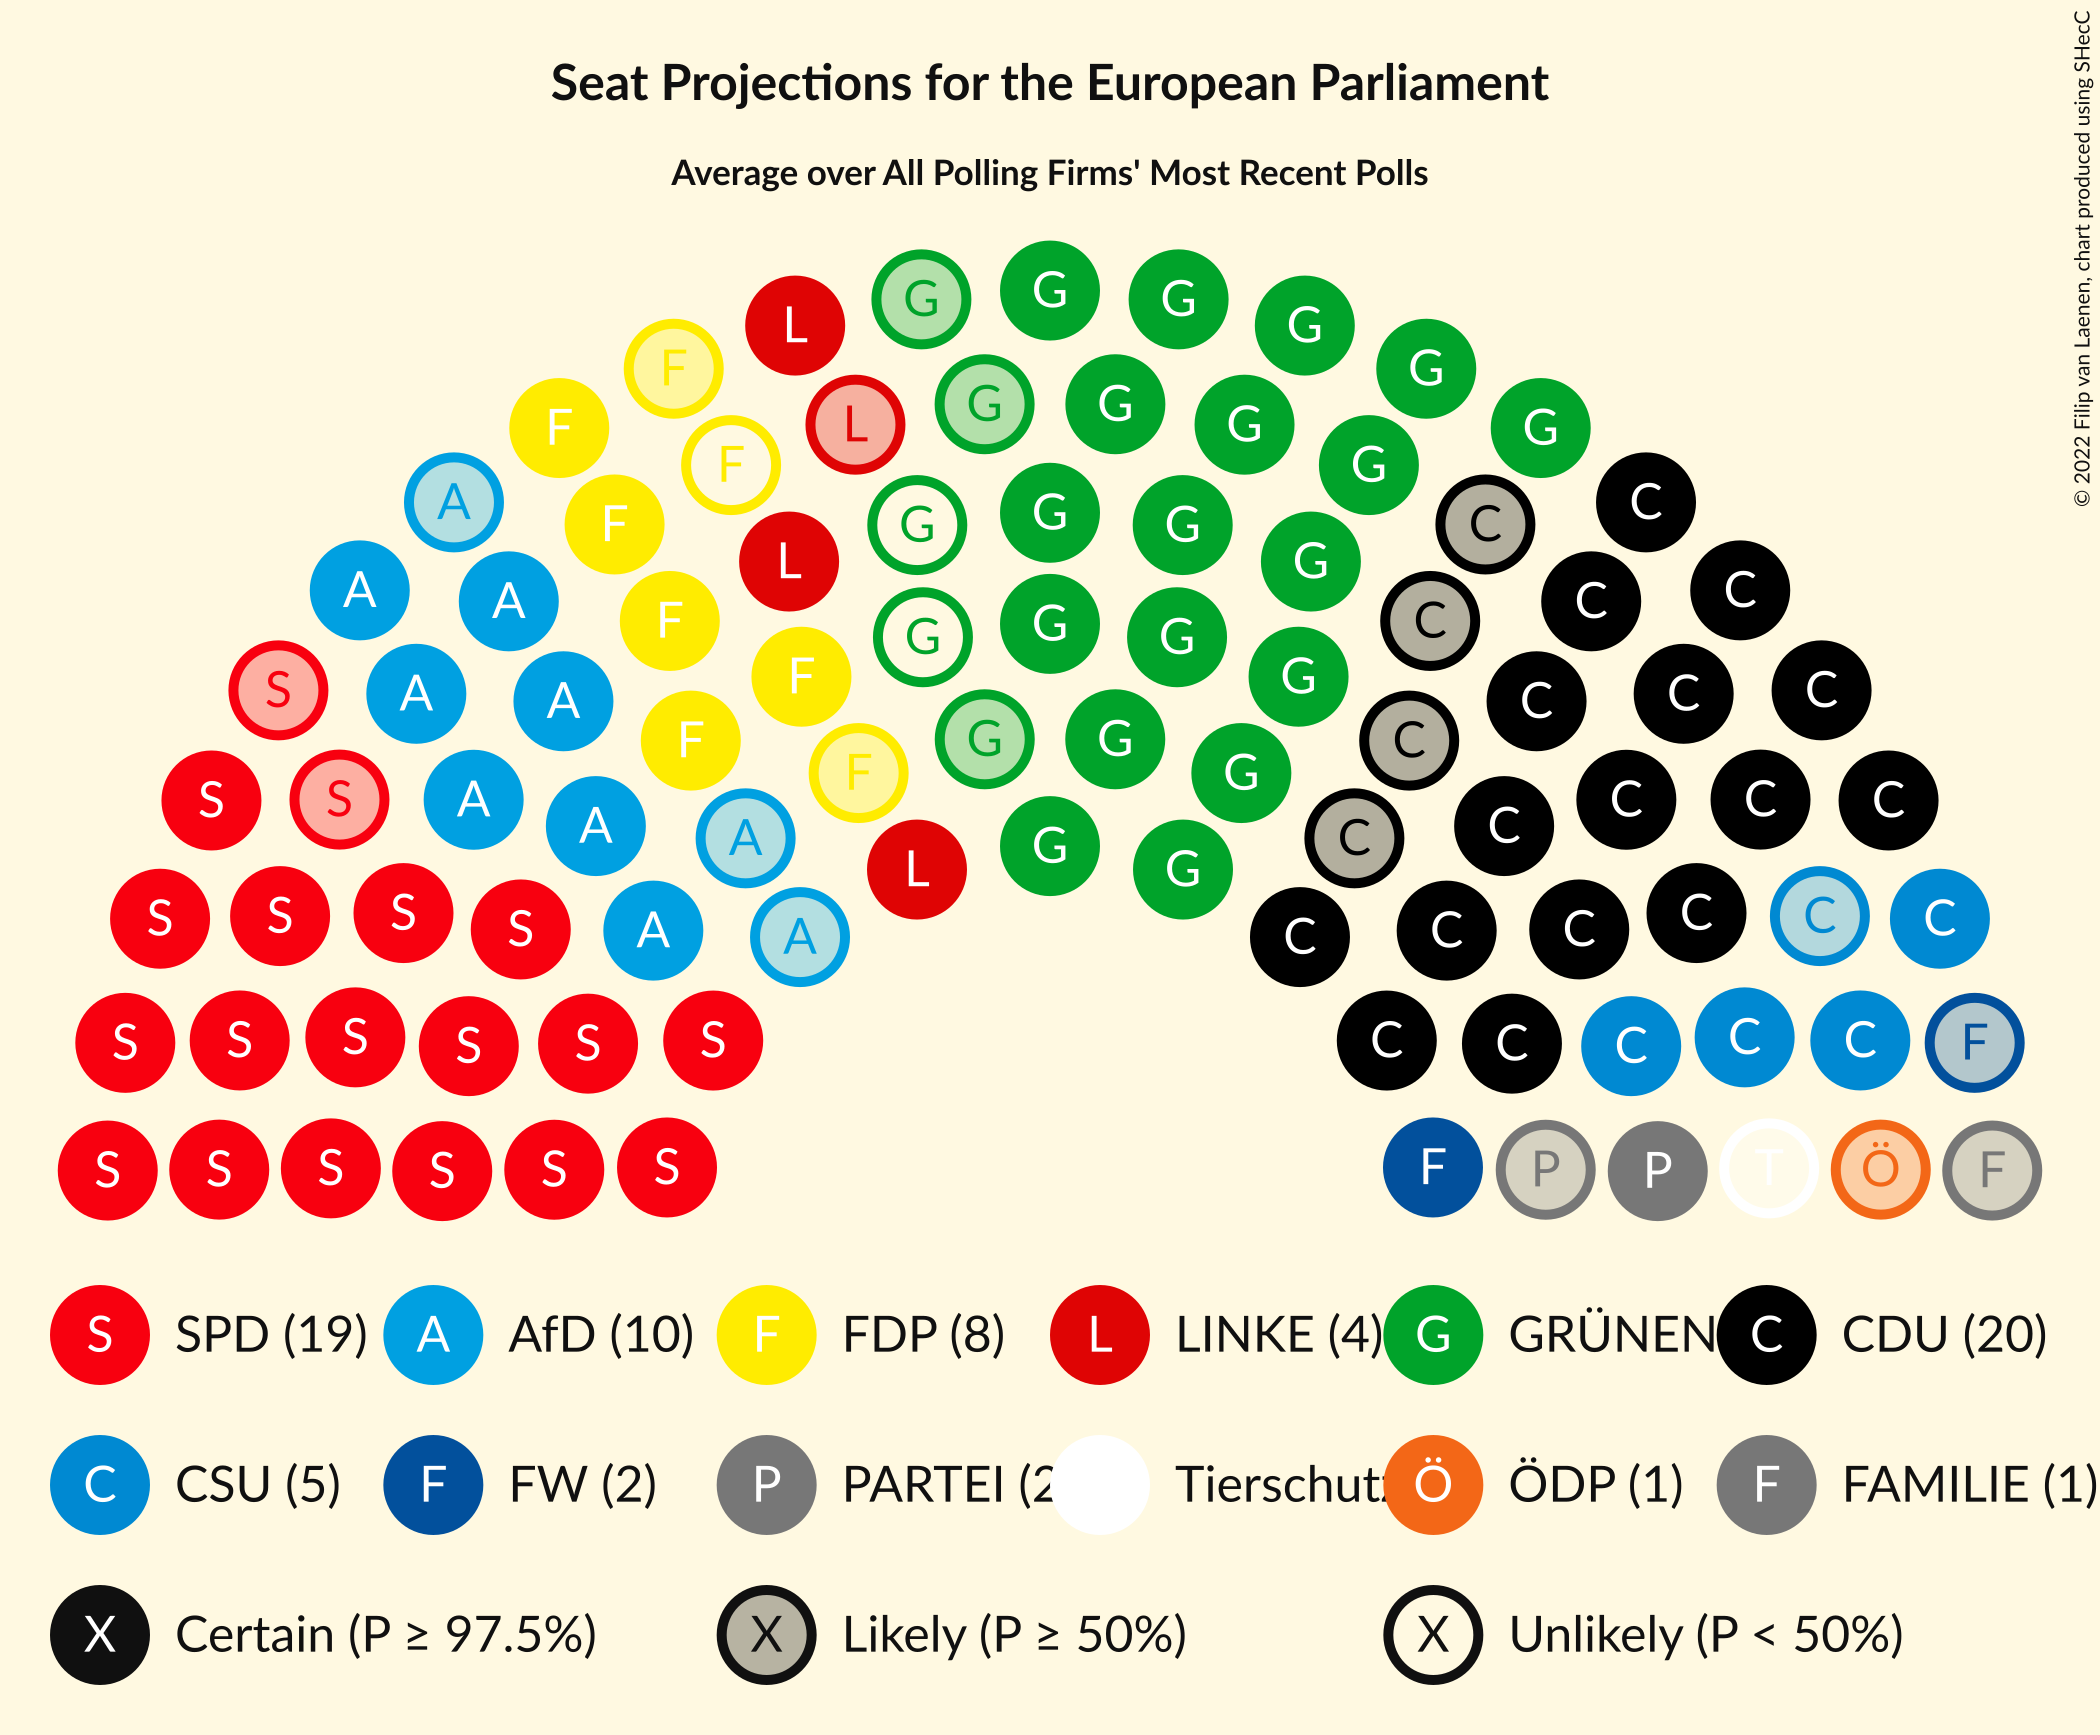 Seat Projections for the European Parliament
Average over All Polling Firms' Most Recent Polls
© 2022 Filip van Laenen, chart produced using SHecC
G G G
L G G
F G
G G
F L G G
F F G
A F G C C
G G G
L G
A A F G C C C
G G G
F G
S A A F C C C C
F G G G
S S A A F G C C C C
A A C C
S S S S A A L G G C C C C C C C
S S S S S S C C C C C F
S S S S S S F P P T Ö F
S SPD (19) A AfD (10) F FDP (8) L LINKE (4) G GRÜNEN C CDU (20)
C CSU (5) F FW (2) P PARTEI (2 Tierschutz Ö ÖDP (1) F FAMILIE (1)
X Certain (P ≥ 97.5%) X Likely (P ≥ 50%) X Unlikely (P < 50%)